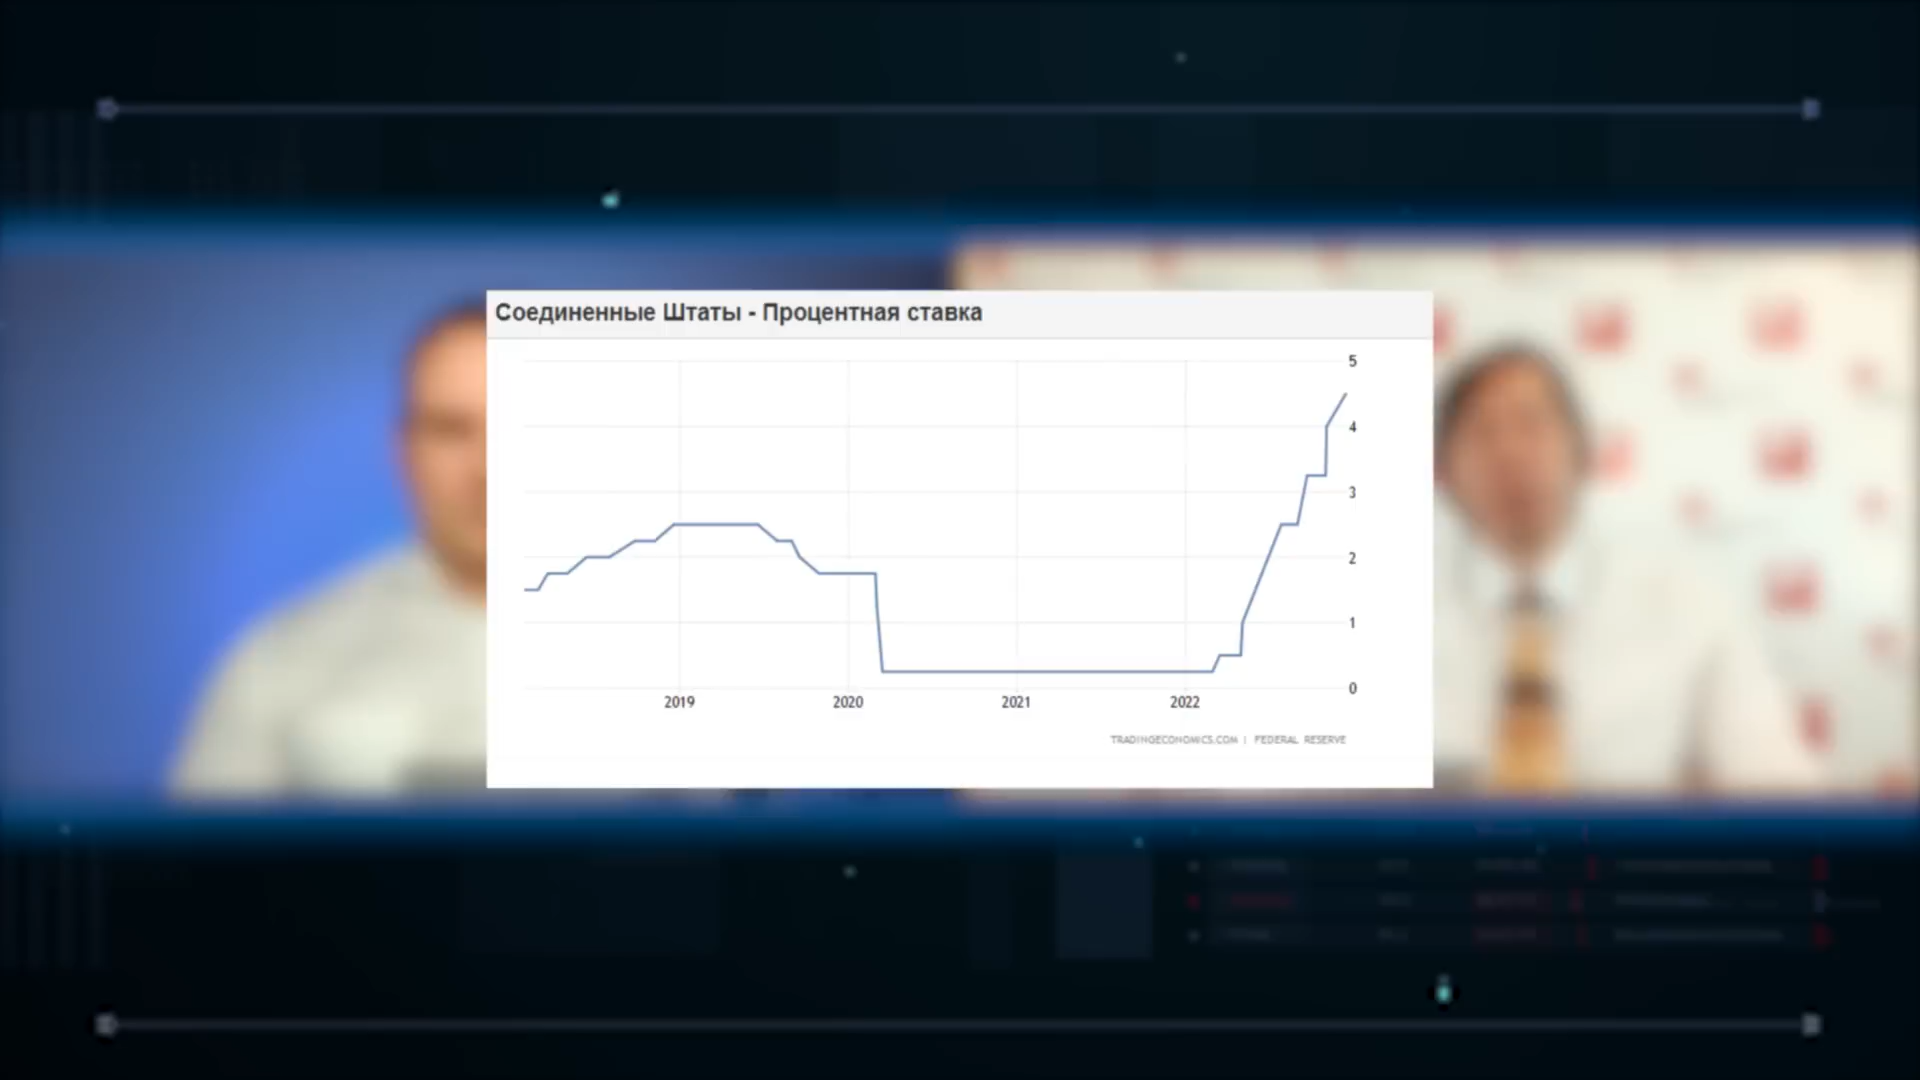 Соединенные Штаты - Процентная ставка
5
4
3
2
1
0
2019 2020 2021 2022
TRADINGECONOMICS.COM | FEDERAL RESERVE